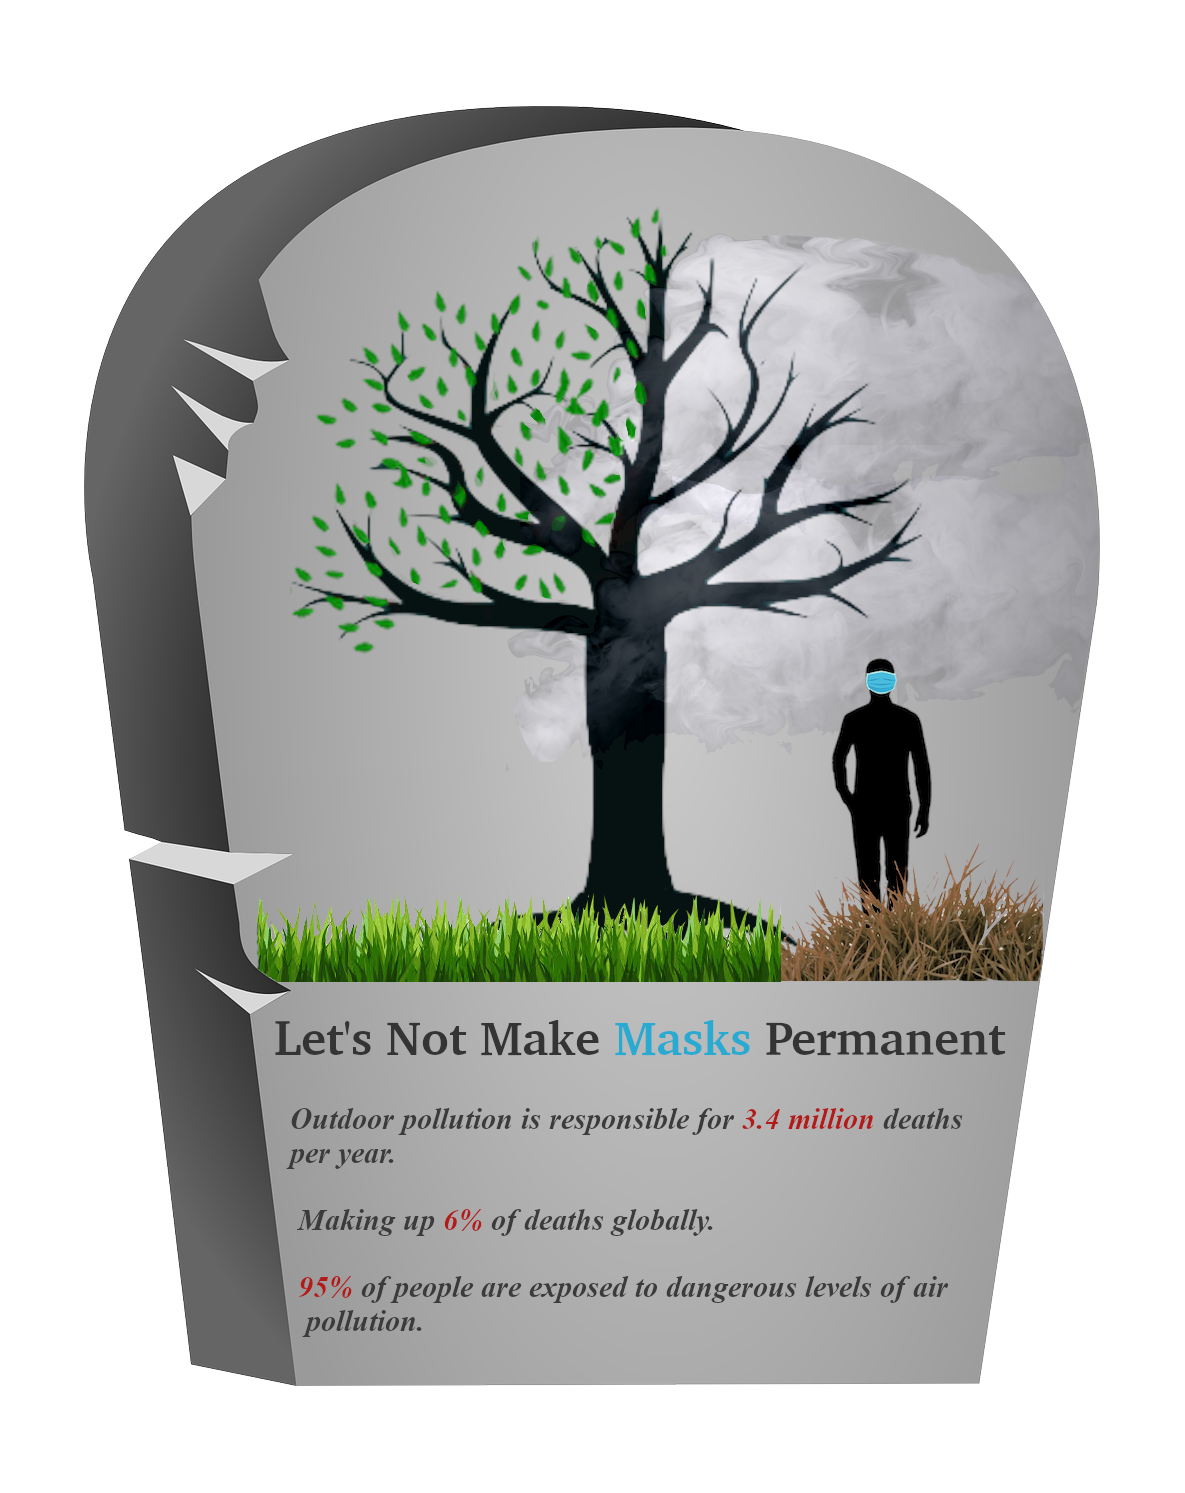 Let's Not Make Masks Permanent
Outdoor pollution is responsible for 3.4 million deaths
per year.
Making up 6% of deaths globally.
95% of people are exposed to dangerous levels of air
pollution.